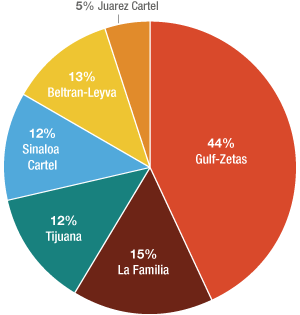 5% Juarez Cartel
13%
Beltran-Leyva
44%
Gulf-Zetas
12%
Sinaloa
Cartel
12%
Tijuana
15%
La Familia